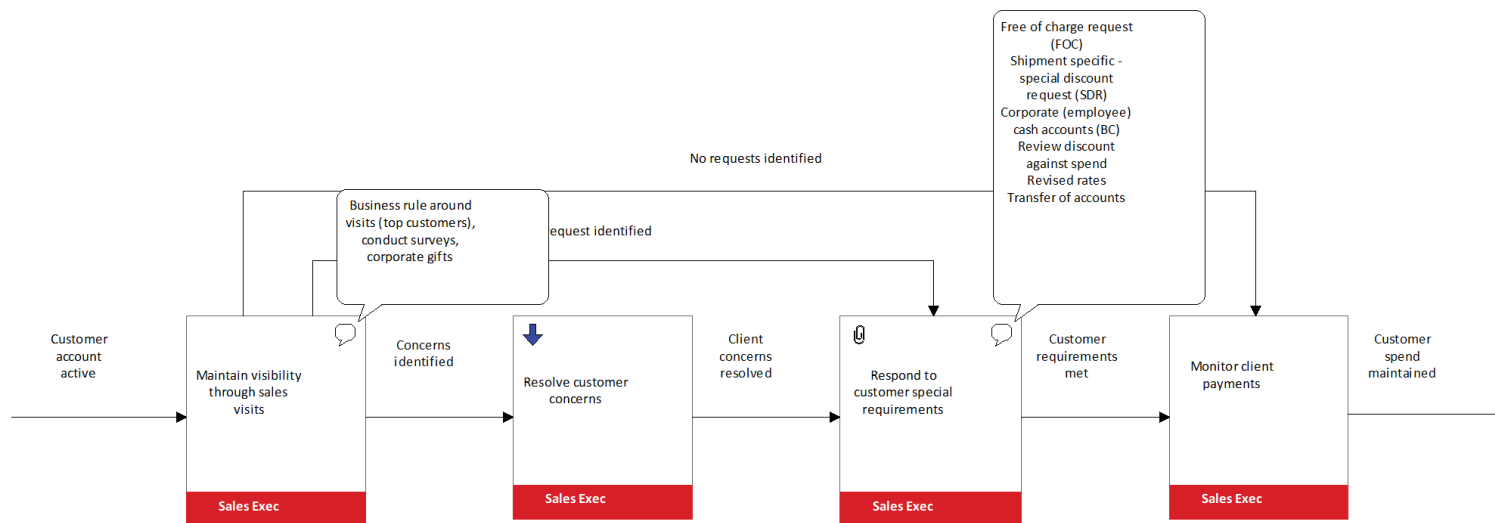 Free of charge request
(FOC)
Shipment specific -
special discount
request (SDR)
Corporate (employee)
cash accounts (BC)
Review discount
against spend
Revised rates
Transfer of accounts
No requests identified
Business rule around
visits (top customers),
conduct surveys,
corporate gifts
request identified
Customer
account
active
Maintain visibility
through sales
visits
Sales Exec
Concerns
identified
Resolve customer
concerns
Sales Exec
Client
concerns
resolved
Respond to
customer special
requirements
Sales Exec
Customer
requirements
met
Monitor client
payments
Sales Exec
Customer
spend
maintained